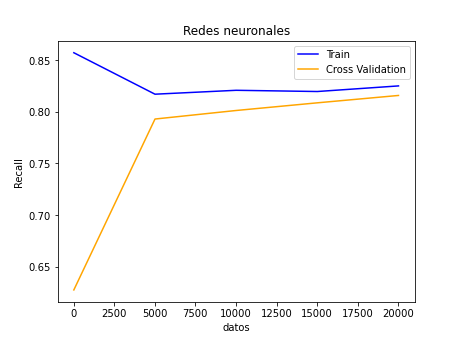 Redes neuronales
Train
Cross Validation
0.85
0.80
0.75
0.70
0.65
Recall
0 2500 5000 7500 10000 12500 15000 17500 20000
datos